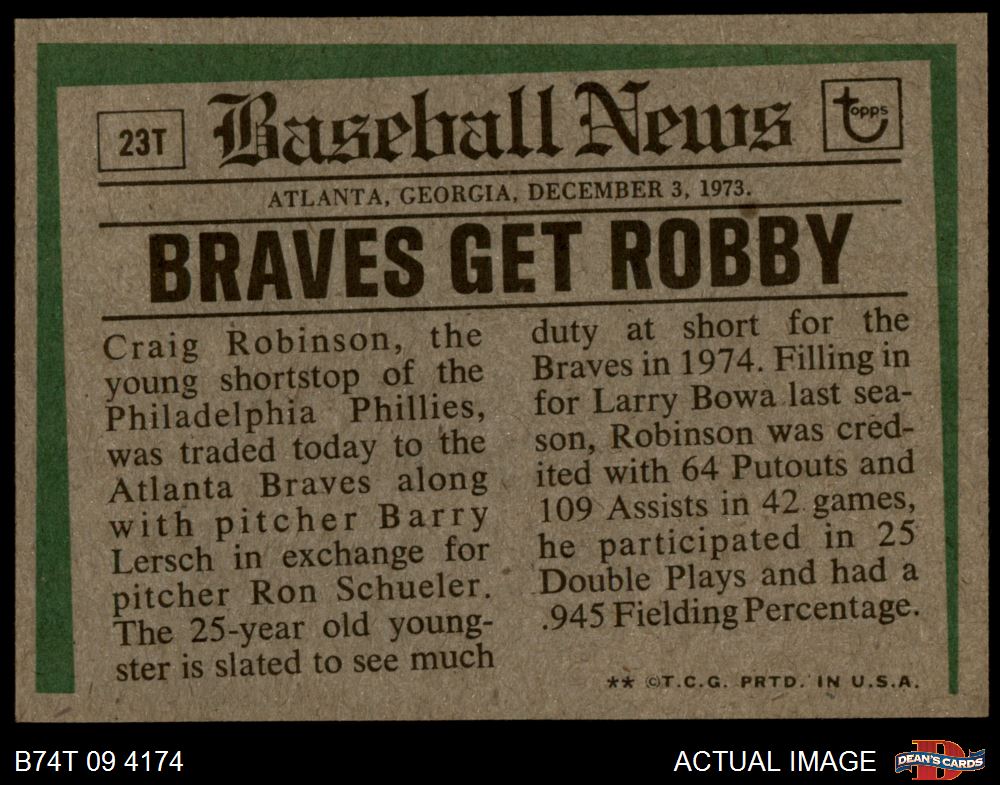 23T
Baseball News
topps
ATLANTA, GEORGIA, DECEMBER 3, 1973.
BRAVES GET ROBBY
Craig Robinson, the
young shortstop of the
Philadelphia Phillies,
was traded today to the
Atlanta Braves along
with pitcher Barry
Lersch in exchange for
pitcher Ron Schueler.
The 25-year old young-
ster is slated to see much
duty at short for the
Braves in 1974. Filling in
for Larry Bowa last sea-
son, Robinson was cred-
ited with 64 Putouts and
109 Assists in 42 games,
he participated in 25
Double Plays and had a
.945 Fielding Percentage.
** ©T.C.G. PRTD. IN U.S.A.
B74T 09 4174
ACTUAL IMAGE
DEAN'S CARDS